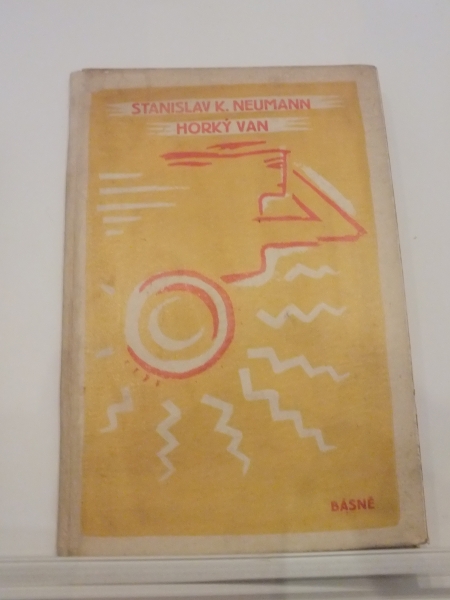 STANISLAV K. NEUMANN
HORKÝ VAN
BÁSNĚ